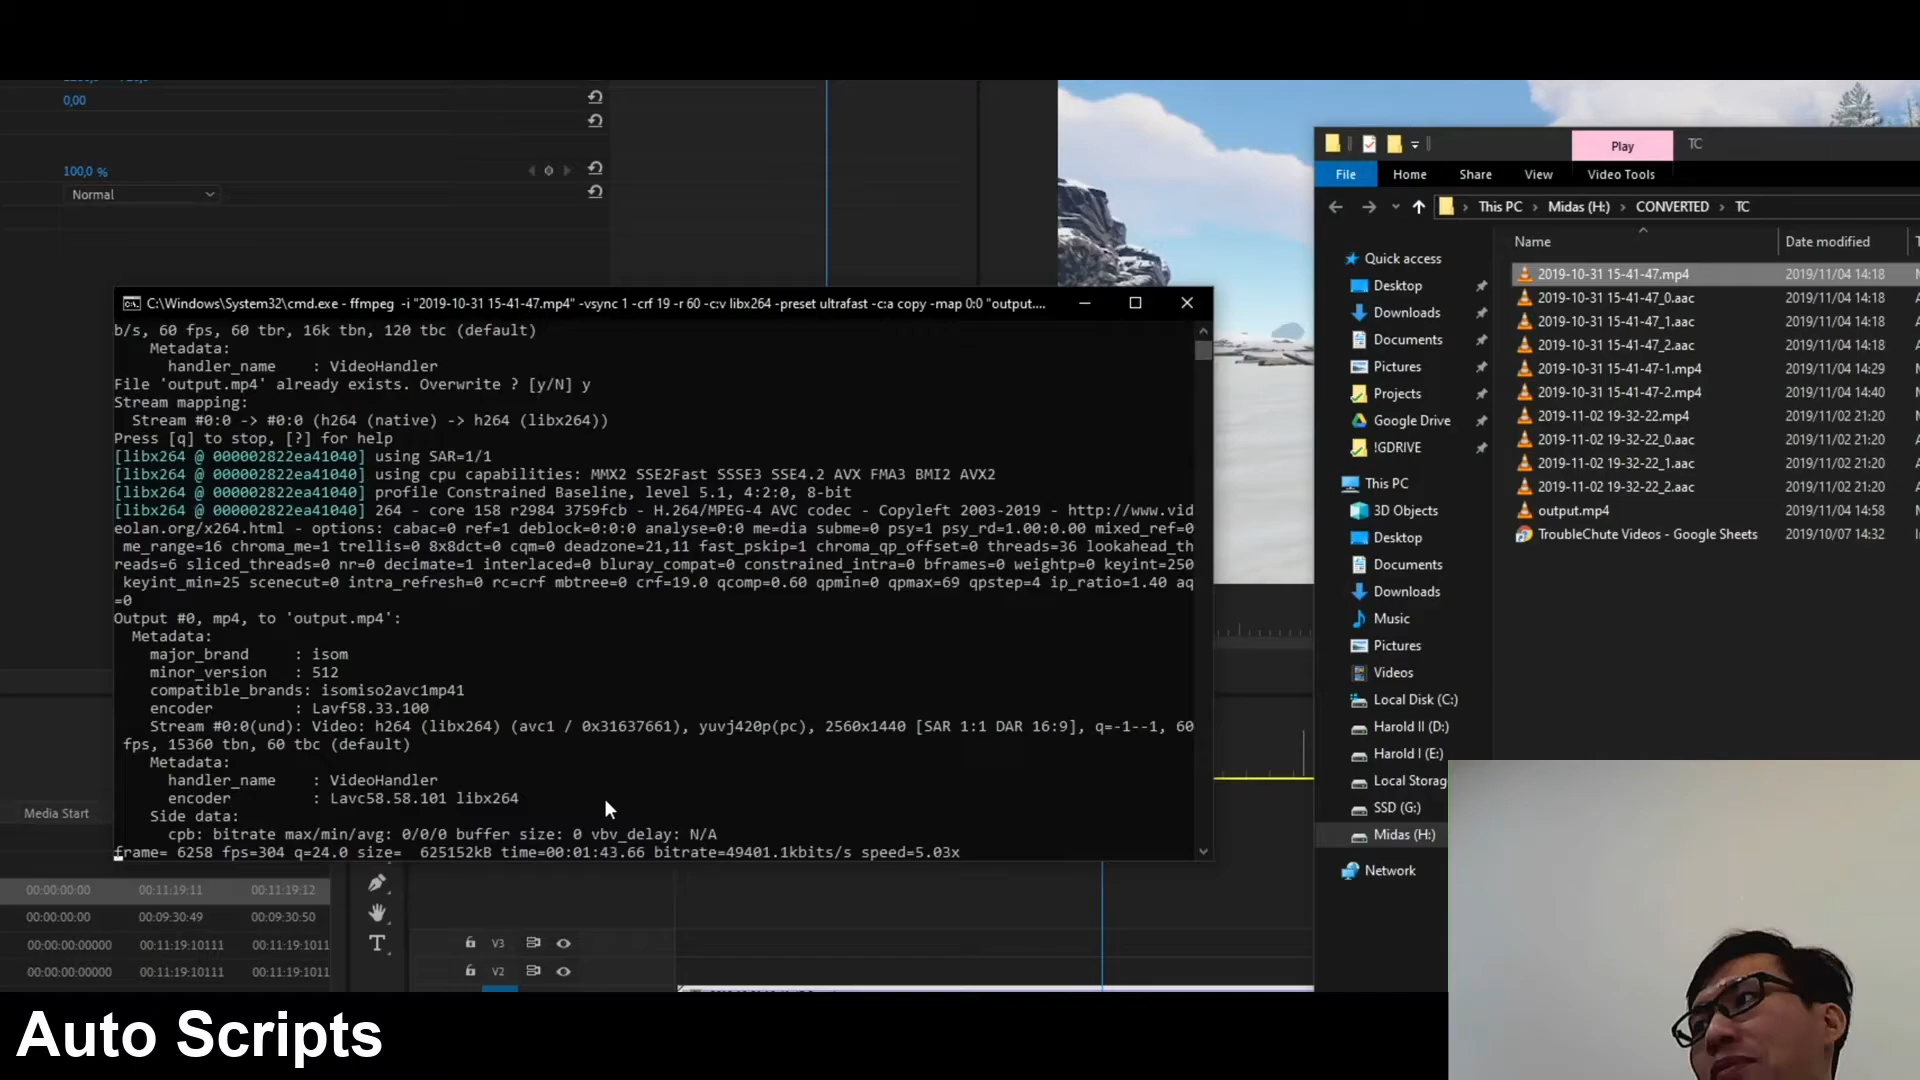 0,00
100,0 %
Normal
C:\Windows\System32\cmd.exe - ffmpeg -i "2019-10-31 15-41-47.mp4" -vsync 1 -crf 19 -r 60 -c:v libx264 -preset ultrafast -c:a copy -map 0:0 "output....
b/s, 60 fps, 60 tbr, 16k tbn, 120 tbc (default)
Metadata:
handler_name : VideoHandler
File 'output.mp4' already exists. Overwrite ? [y/N] y
Stream mapping:
Stream #0:0 -> #0:0 (h264 (native) -> h264 (libx264))
Press [q] to stop, [?] for help
[libx264 @ 000002822ea41040] using SAR=1/1
[libx264 @ 000002822ea41040] using cpu capabilities: MMX2 SSE2Fast SSSE3 SSE4.2 AVX FMA3 BMI2 AVX2
[libx264 @ 000002822ea41040] profile Constrained Baseline, level 5.1, 4:2:0, 8-bit
[libx264 @ 000002822ea41040] 264 - core 158 r2984 3759fcb - H.264/MPEG-4 AVC codec - Copyleft 2003-2019 - http://www.vid
eolan.org/x264.html - options: cabac=0 ref=1 deblock=0:0:0 analyse=0:0 me=dia subme=0 psy=1 psy_rd=1.00:0.00 mixed_ref=0
me_range=16 chroma_me=1 trellis=0 8x8dct=0 cqm=0 deadzone=21,11 fast_pskip=1 chroma_qp_offset=0 threads=36 lookahead_th
reads=6 sliced_threads=0 nr=0 decimate=1 interlaced=0 bluray_compat=0 constrained_intra=0 bframes=0 weightp=0 keyint=250
keyint_min=25 scenecut=0 intra_refresh=0 rc=crf mbtree=0 crf=19.0 qcomp=0.60 qpmin=0 qpmax=69 qpstep=4 ip_ratio=1.40 aq
=0
Output #0, mp4, to 'output.mp4':
Metadata:
major_brand : isom
minor_version : 512
compatible_brands: isomiso2avc1mp41
encoder : Lavf58.33.100
Stream #0:0(und): Video: h264 (libx264) (avc1 / 0x31637661), yuvj420p(pc), 2560x1440 [SAR 1:1 DAR 16:9], q=-1--1, 60
fps, 15360 tbn, 60 tbc (default)
Metadata:
handler_name : VideoHandler
encoder : Lavc58.58.101 libx264
Side data:
cpb: bitrate max/min/avg: 0/0/0 buffer size: 0 vbv_delay: N/A
frame= 6258 fps=304 q=24.0 size= 625152kB time=00:01:43.66 bitrate=49401.1kbits/s speed=5.03x
Media Start
00:00:00:00 00:11:19:11 00:11:19:12
00:00:00:00 00:09:30:49 00:09:30:50
00:00:00:00000 00:11:19:10111 00:11:19:1011
00:00:00:00000 00:11:19:10111 00:11:19:1011
T
V3
V2
Play TC
File Home Share View Video Tools
This PC Midas (H:) CONVERTED TC
Name Date modified
2019-10-31 15-41-47.mp4 2019/11/04 14:18
2019-10-31 15-41-47_0.aac 2019/11/04 14:18
2019-10-31 15-41-47_1.aac 2019/11/04 14:18
2019-10-31 15-41-47_2.aac 2019/11/04 14:18
2019-10-31 15-41-47-1.mp4 2019/11/04 14:29
2019-10-31 15-41-47-2.mp4 2019/11/04 14:40
2019-11-02 19-32-22.mp4 2019/11/02 21:20
2019-11-02 19-32-22_0.aac 2019/11/02 21:20
2019-11-02 19-32-22_1.aac 2019/11/02 21:20
2019-11-02 19-32-22_2.aac 2019/11/02 21:20
output.mp4 2019/11/04 14:58
TroubleChute Videos - Google Sheets 2019/10/07 14:32
Quick access
Desktop
Downloads
Documents
Pictures
Projects
Google Drive
!GDRIVE
This PC
3D Objects
Desktop
Documents
Downloads
Music
Pictures
Videos
Local Disk (C:)
Harold II (D:)
Harold I (E:)
Local Storag
SSD (G:)
Midas (H:)
Network
Auto Scripts